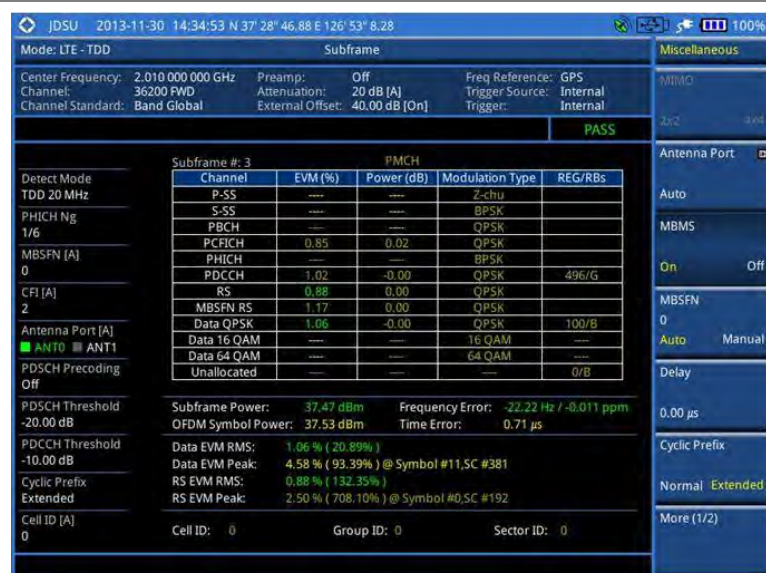 JDSU 2013-11-30 14:34:53 N 37' 28" 46.88 E 126' 53" 8.28 100%
Mode: LTE - TDD Subframe Miscellaneous
Center Frequency: 2.010 000 000 GHz Preamp: Off Freq Reference: GPS
Channel: 36200 FWD Attenuation: 20 dB [A] Trigger Source: Internal
Channel Standard: Band Global External Offset: 40.00 dB [On] Trigger: Internal
MIMO
2x2 4x4
PASS
Subframe #: 3 PMCH
Channel EVM (%) Power (dB) Modulation Type REG/RBs
P-SS ---- ---- Z-chu
S-SS ---- ---- BPSK
PBCH ---- ---- QPSK
PCFICH 0.85 0.02 QPSK
PHICH ---- ---- BPSK
PDCCH 1.02 -0.00 QPSK 496/G
RS 0.88 0.00 QPSK
MBSFN RS 1.17 0.00 QPSK
Data QPSK 1.06 -0.00 QPSK 100/B
Data 16 QAM ---- ---- 16 QAM ----
Data 64 QAM ---- ---- 64 QAM ----
Unallocated ---- ---- ---- 0/B
Detect Mode
TDD 20 MHz
PHICH Ng
1/6
MBSFN [A]
0
CFI [A]
2
Antenna Port [A]
ANT0 ANT1
PDSCH Precoding
Off
PDSCH Threshold
-20.00 dB
PDCCH Threshold
-10.00 dB
Cyclic Prefix
Extended
Cell ID [A]
0
Subframe Power: 37.47 dBm Frequency Error: -22.22 Hz / -0.011 ppm
OFDM Symbol Power: 37.53 dBm Time Error: 0.71 µs
Data EVM RMS: 1.06 % ( 20.89% )
Data EVM Peak: 4.58 % ( 93.39% ) @ Symbol #11,SC #381
RS EVM RMS: 0.88 % ( 132.35% )
RS EVM Peak: 2.50 % ( 708.10% ) @ Symbol #0,SC #192
Cell ID: 0 Group ID: 0 Sector ID: 0
Antenna Port
Auto
MBMS
On Off
MBSFN
0
Auto Manual
Delay
0.00 µs
Cyclic Prefix
Normal Extended
More (1/2)